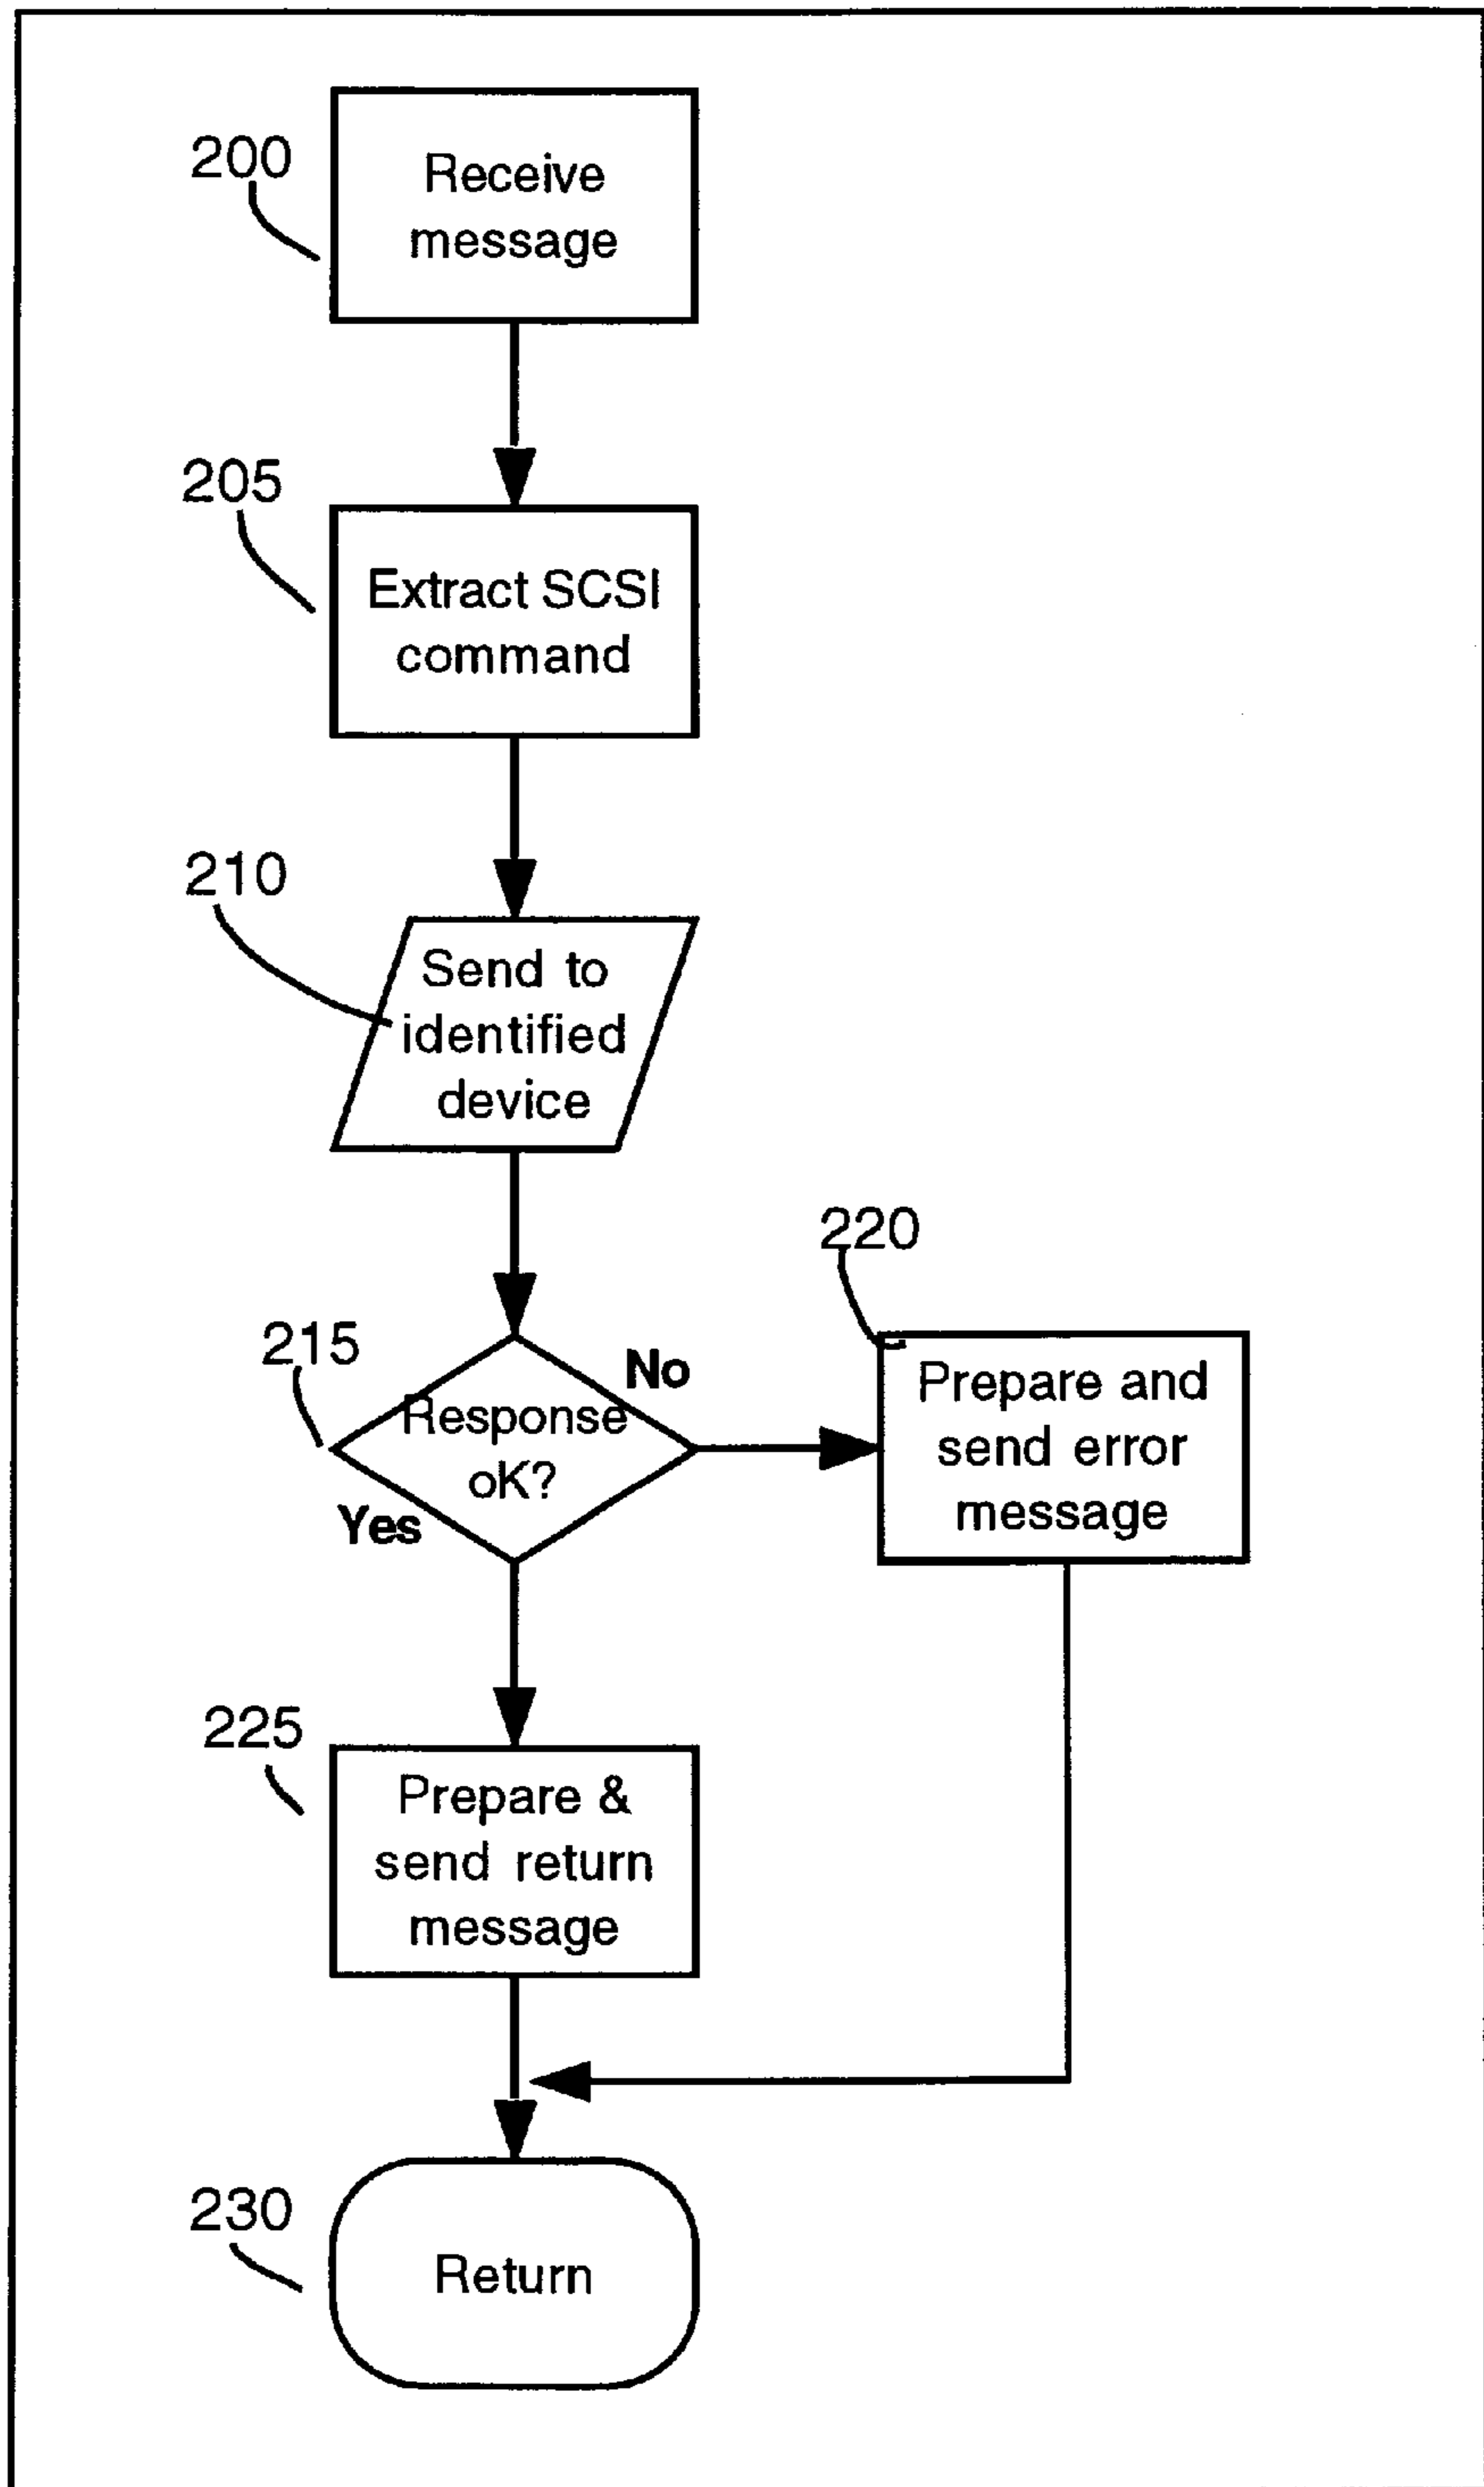 200
Receive
message
205
Extract SCSI
command
210
Send to
identified
device
215
Response
oK?
No
Yes
220
Prepare and
send error
message
225
Prepare &
send return
message
230
Return